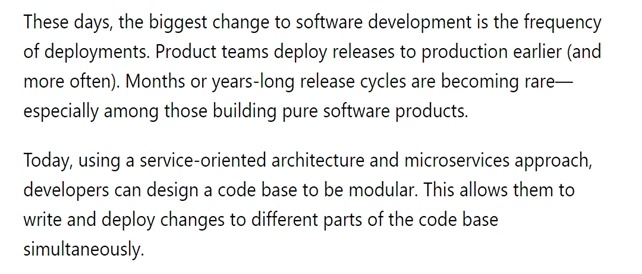 These days, the biggest change to software development is the frequency
of deployments. Product teams deploy releases to production earlier (and
more often). Months or years-long release cycles are becoming rare—
especially among those building pure software products.
Today, using a service-oriented architecture and microservices approach,
developers can design a code base to be modular. This allows them to
write and deploy changes to different parts of the code base
simultaneously.